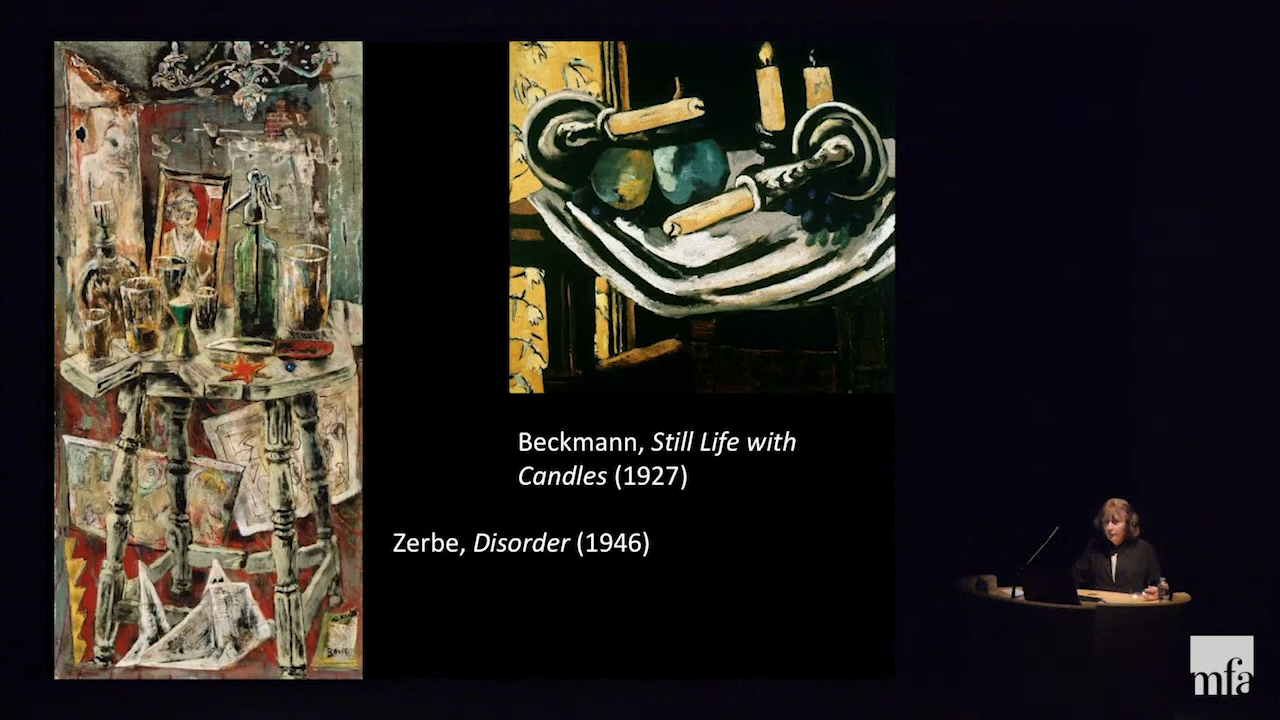 Beckmann, Still Life with
Candles (1927)
Zerbe, Disorder (1946)
mfa